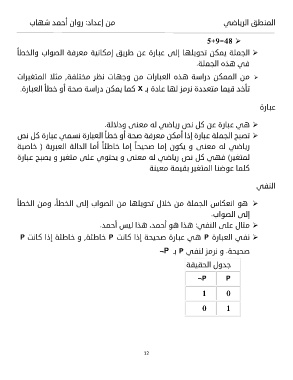 المنطق الرياضي من إعداد: روان أحمد شهاب
5+9=48
الجملة يمكن تحويلها إلى عبارة عن طريق إمكانية معرفة الصواب والخطأ
في هذه الجملة.
من الممكن دراسة هذه العبارات من وجهات نظر مختلفة, مثلا المتغيرات
تأخذ قيما متعددة نرمز لها عادة بـ x كما يمكن دراسة صحة أو خطأ العبارة.
عبارة
هي عبارة عن كل نص رياضي له معنى ودلالة.
تصبح الجملة عبارة إذا أمكن معرفة صحة أو خطأ العبارة نسمي عبارة كل نص
رياضي له معنى و يكون إما صحيحاً إما خاطئاً أما الدالة العبرية ( خاصية
لمتغير) فهي كل نص رياضي له معنى و يحتوي على متغير و يصبح عبارة
كلما عوضنا المتغير بقيمة معينة
النفي
هو انعكاس الجملة من خلال تحويلها من الصواب إلى الخطأ، ومن الخطأ
إلى الصواب.
مثال على النفي: هذا هو أحمد، هذا ليس أحمد.
نفي العبارة P هي عبارة صحيحة إذا كانت P خاطئة, و خاطئة إذا كانت P
صحيحة. و نرمز لنفي P بـ ¬P
جدول الحقيقة
P ¬P
0 1
1 0
12